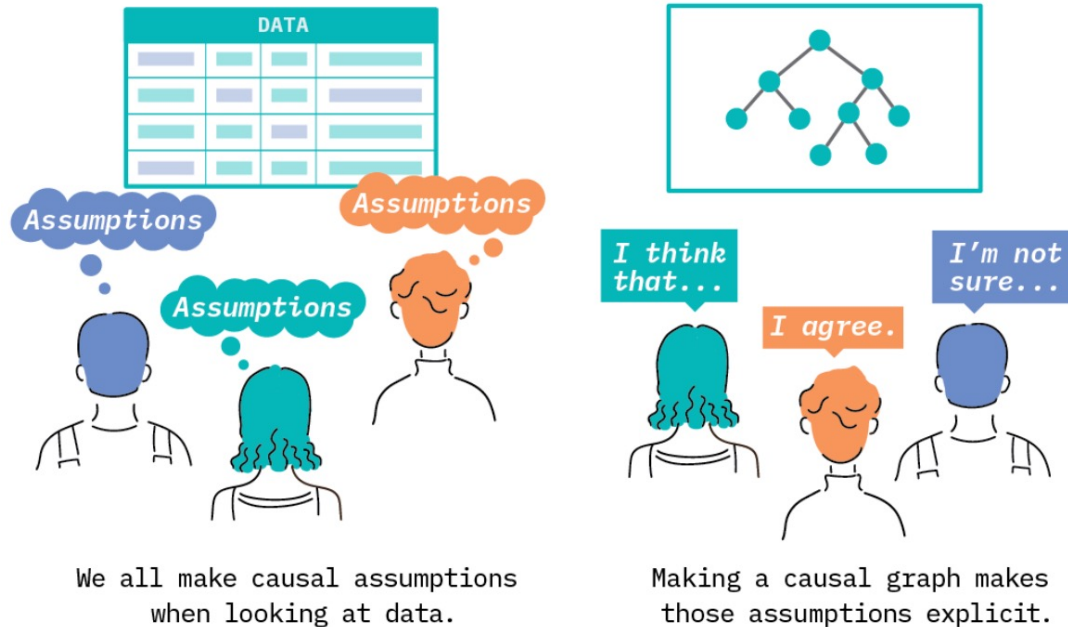 DATA
Assumptions
Assumptions
Assumptions
We all make causal assumptions
when looking at data.
I think
that...
I agree.
I'm not
sure...
Making a causal graph makes
those assumptions explicit.